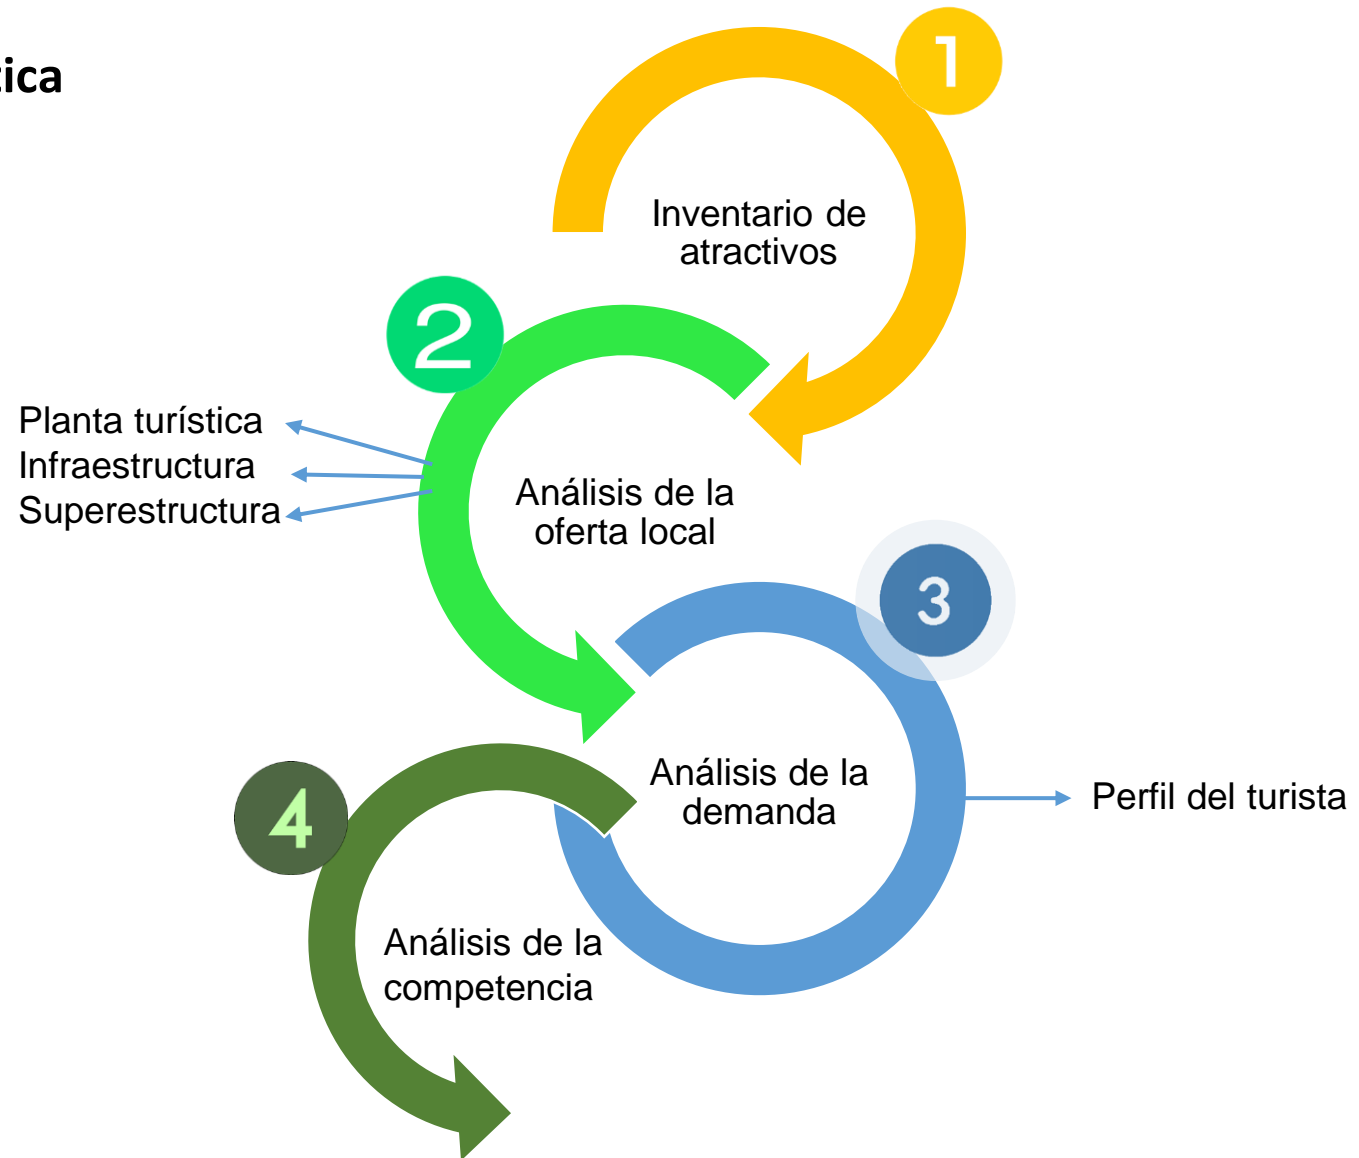 tica
1
Inventario de
atractivos
2
Planta turística
Infraestructura
Superestructura
Análisis de la
oferta local
3
Análisis de la
demanda
Perfil del turista
4
Análisis de la
competencia